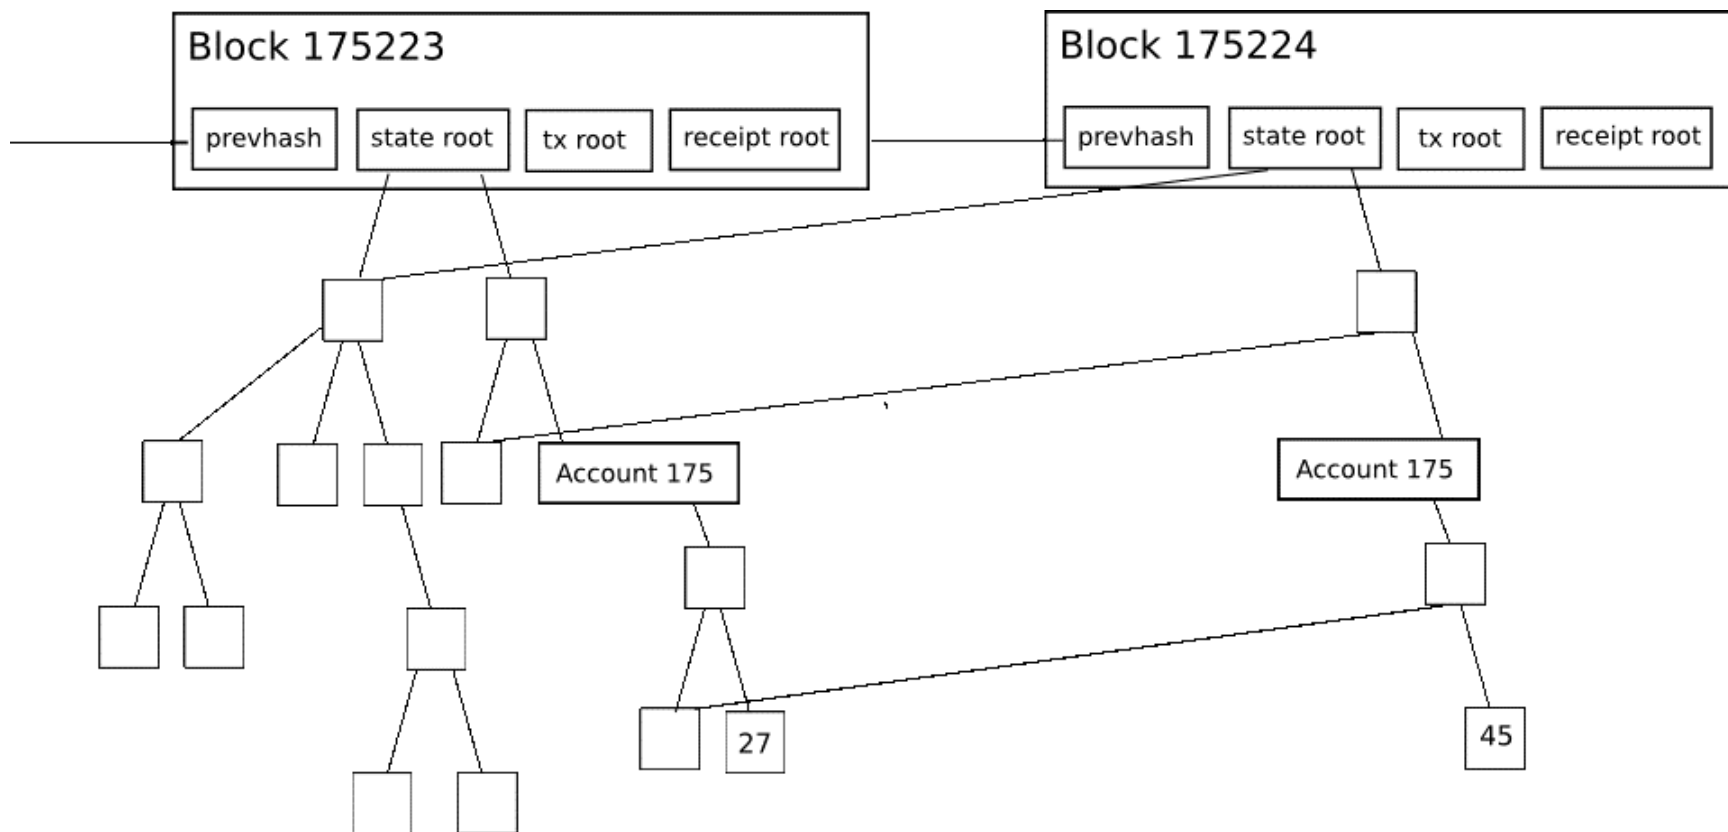 Block 175223
prevhash
state root
tx root
receipt root
Block 175224
prevhash
state root
tx root
receipt root
Account 175
Account 175
27
45